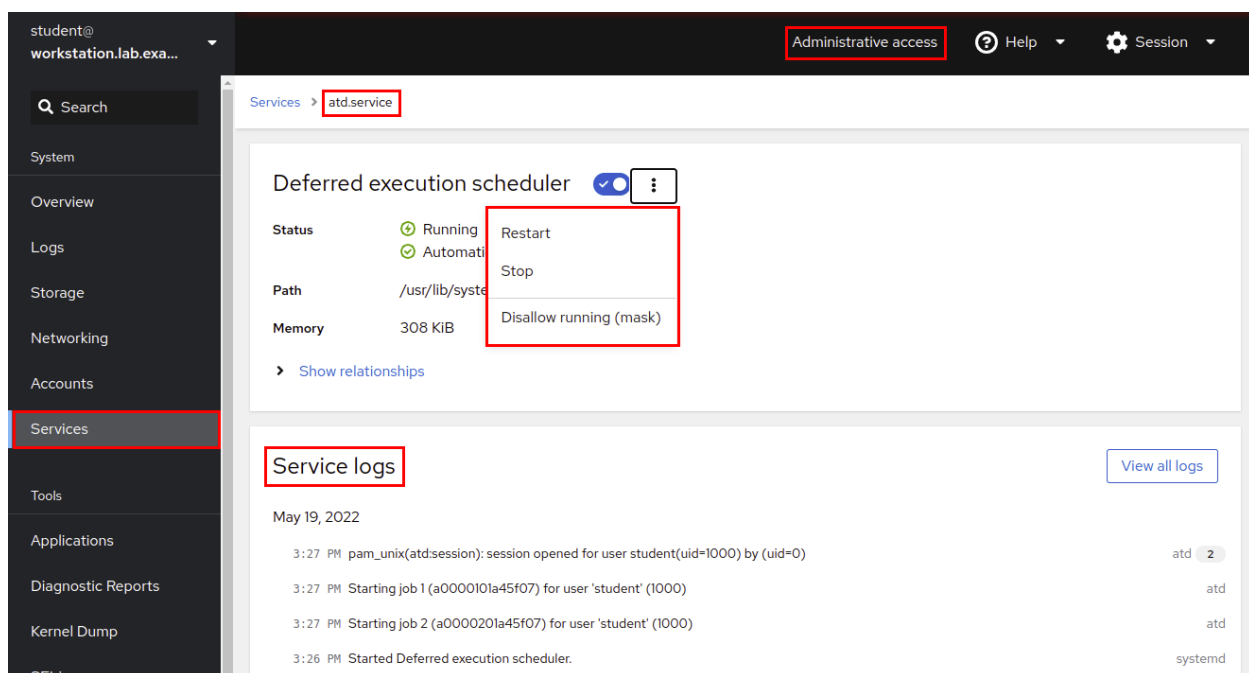 student@
workstation.lab.exa...
Administrative access
Help
Session
Search
Services > atd.service
System
Overview
Logs
Storage
Networking
Accounts
Services
Tools
Applications
Diagnostic Reports
Kernel Dump
Deferred execution scheduler
Status
Running
Automati
Path
/usr/lib/syste
Memory
308 KiB
Restart
Stop
Disallow running (mask)
Show relationships
Service logs
View all logs
May 19, 2022
3:27 PM pam_unix(atd:session): session opened for user student(uid=1000) by (uid=0) atd 2
3:27 PM Starting job 1 (a0000101a45f07) for user 'student' (1000) atd
3:27 PM Starting job 2 (a0000201a45f07) for user 'student' (1000) atd
3:26 PM Started Deferred execution scheduler. systemd